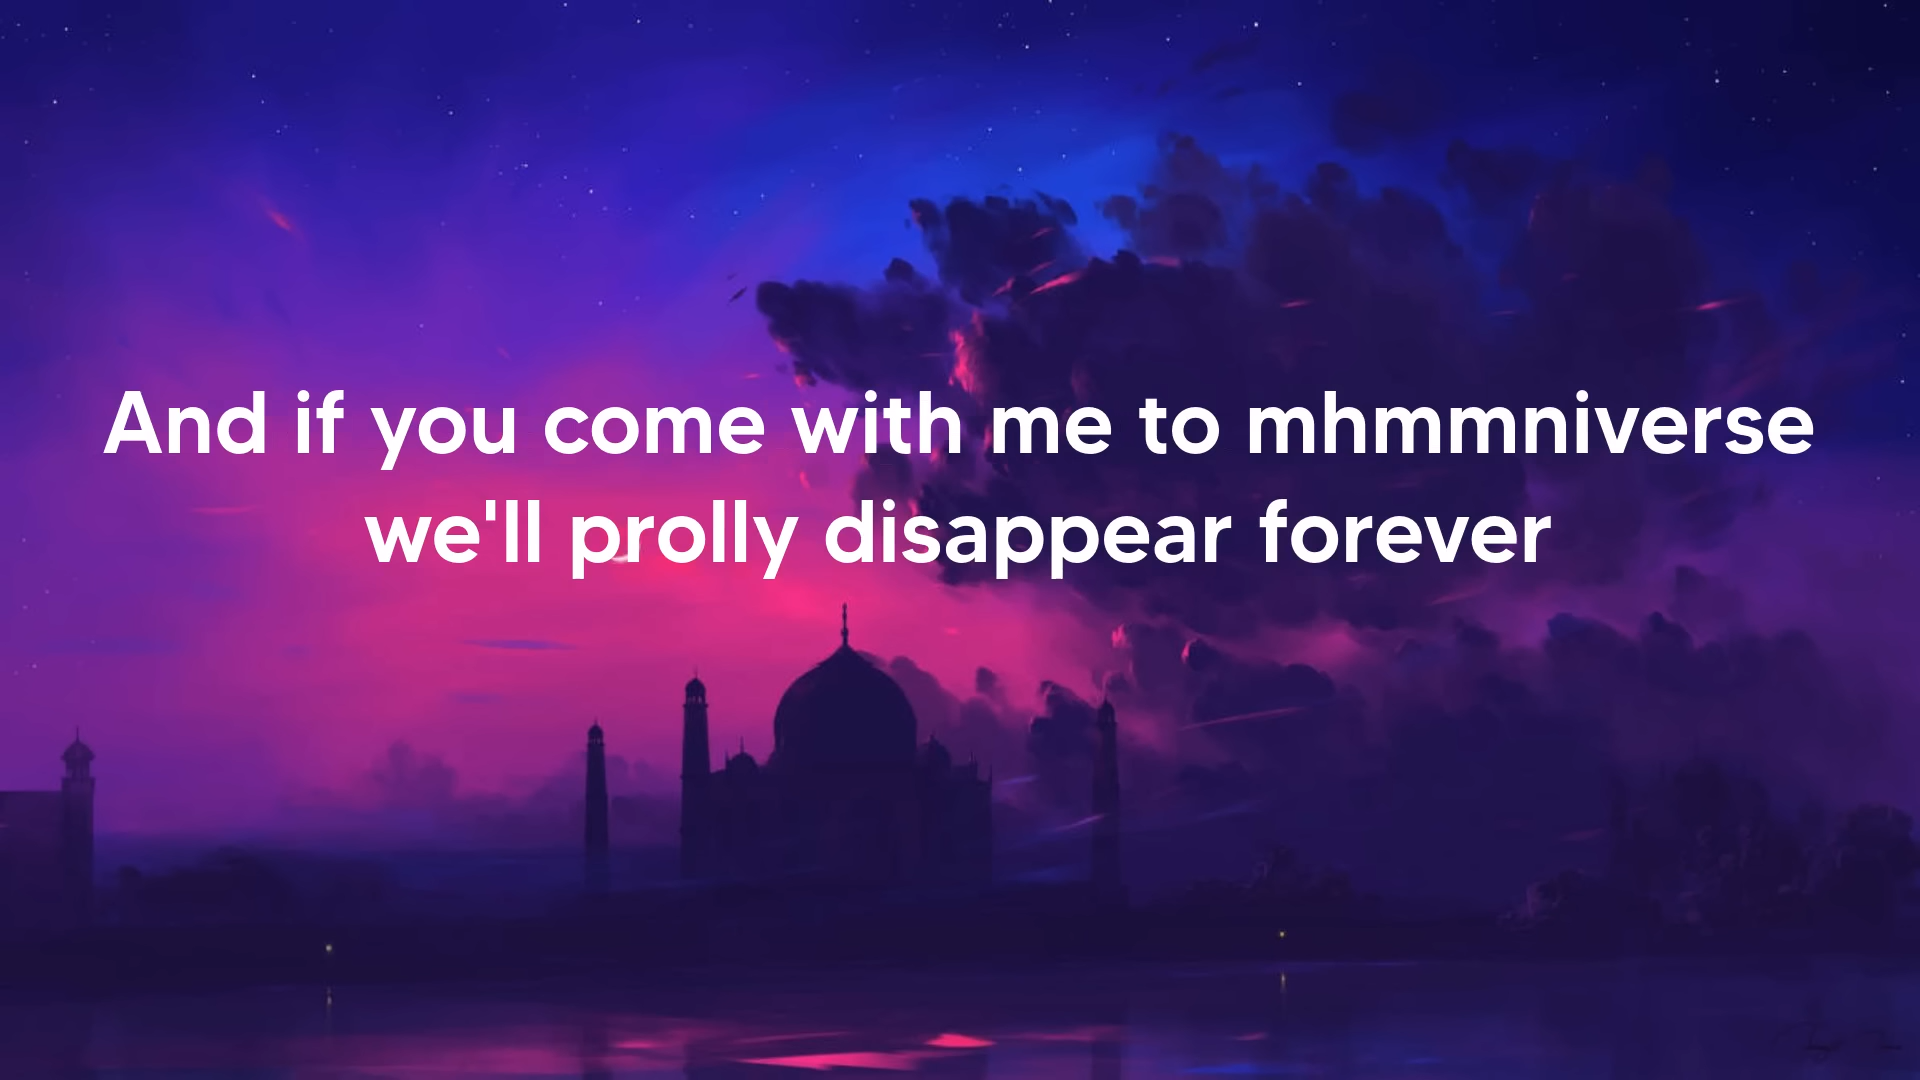 And if you come with me to mhmmniverse
we'll prolly disappear forever